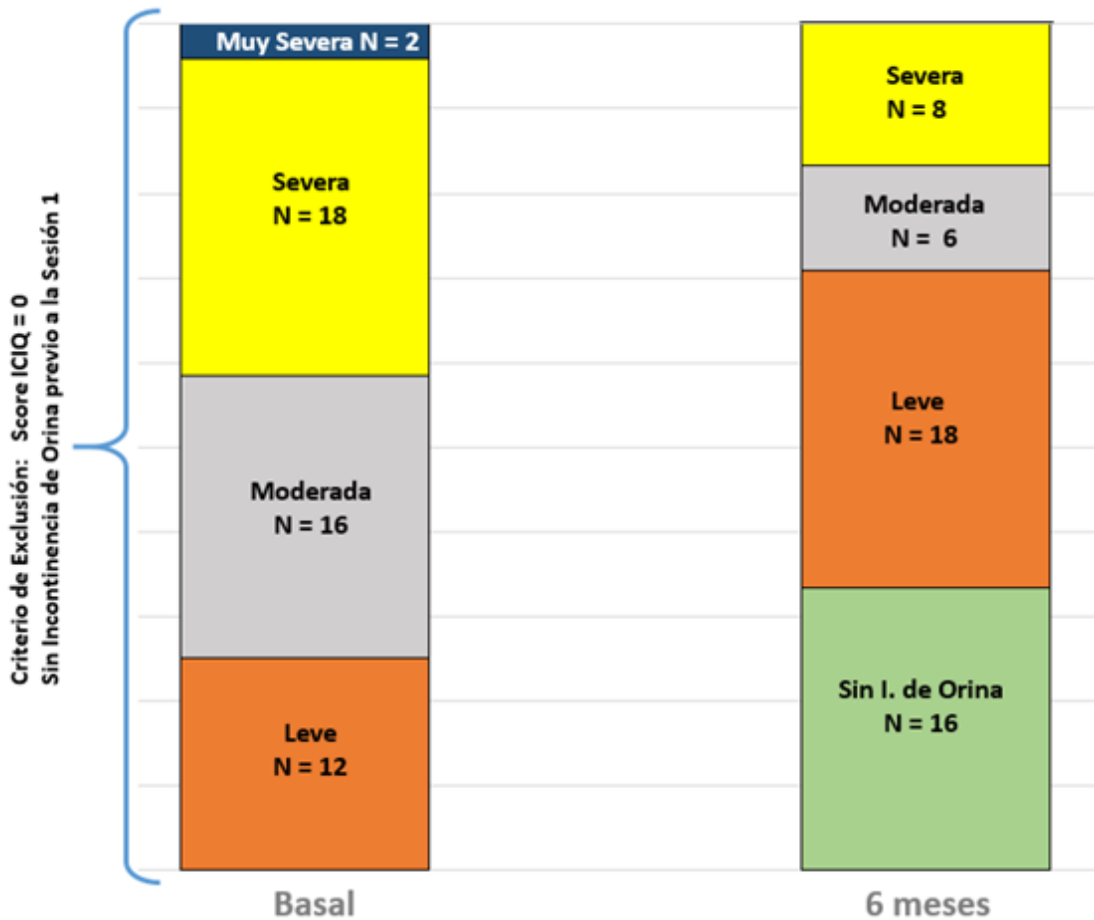 Criterio de Exclusión: Score ICIQ = 0
Sin Incontinencia de Orina previo a la Sesión 1
Muy Severa N = 2
Severa
N = 18
Moderada
N = 16
Leve
N = 12
Basal
Severa
N = 8
Moderada
N = 6
Leve
N = 18
Sin I. de Orina
N = 16
6 meses